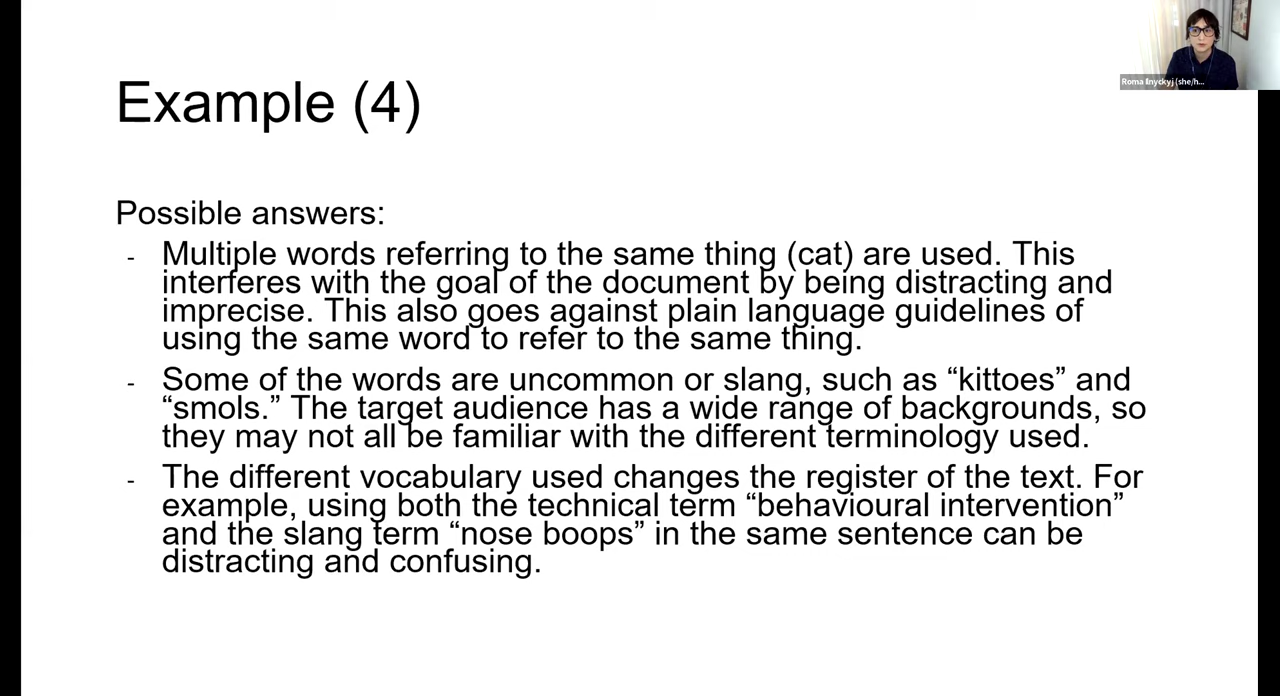 Roma Ilnyckyj (she/h...
Example (4)
Possible answers:
- Multiple words referring to the same thing (cat) are used. This
interferes with the goal of the document by being distracting and
imprecise. This also goes against plain language guidelines of
using the same word to refer to the same thing.
- Some of the words are uncommon or slang, such as “kittoes” and
“smols.” The target audience has a wide range of backgrounds, so
they may not all be familiar with the different terminology used.
- The different vocabulary used changes the register of the text. For
example, using both the technical term “behavioural intervention”
and the slang term “nose boops” in the same sentence can be
distracting and confusing.